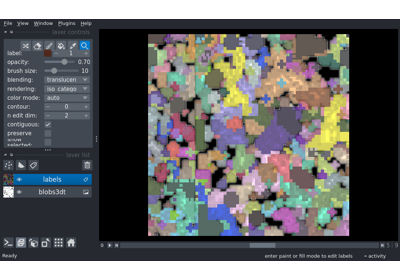 File View Window Plugins Help
layer controls
label: 1
opacity: 0.70
brush size: 10
blending: translucen
rendering: iso_catego
color mode: auto
contour: 0
n edit dim: 2
contiguous:
preserve
show
selected:
layer list
labels
blobs3dt
Ready enter paint or fill mode to edit labels activity